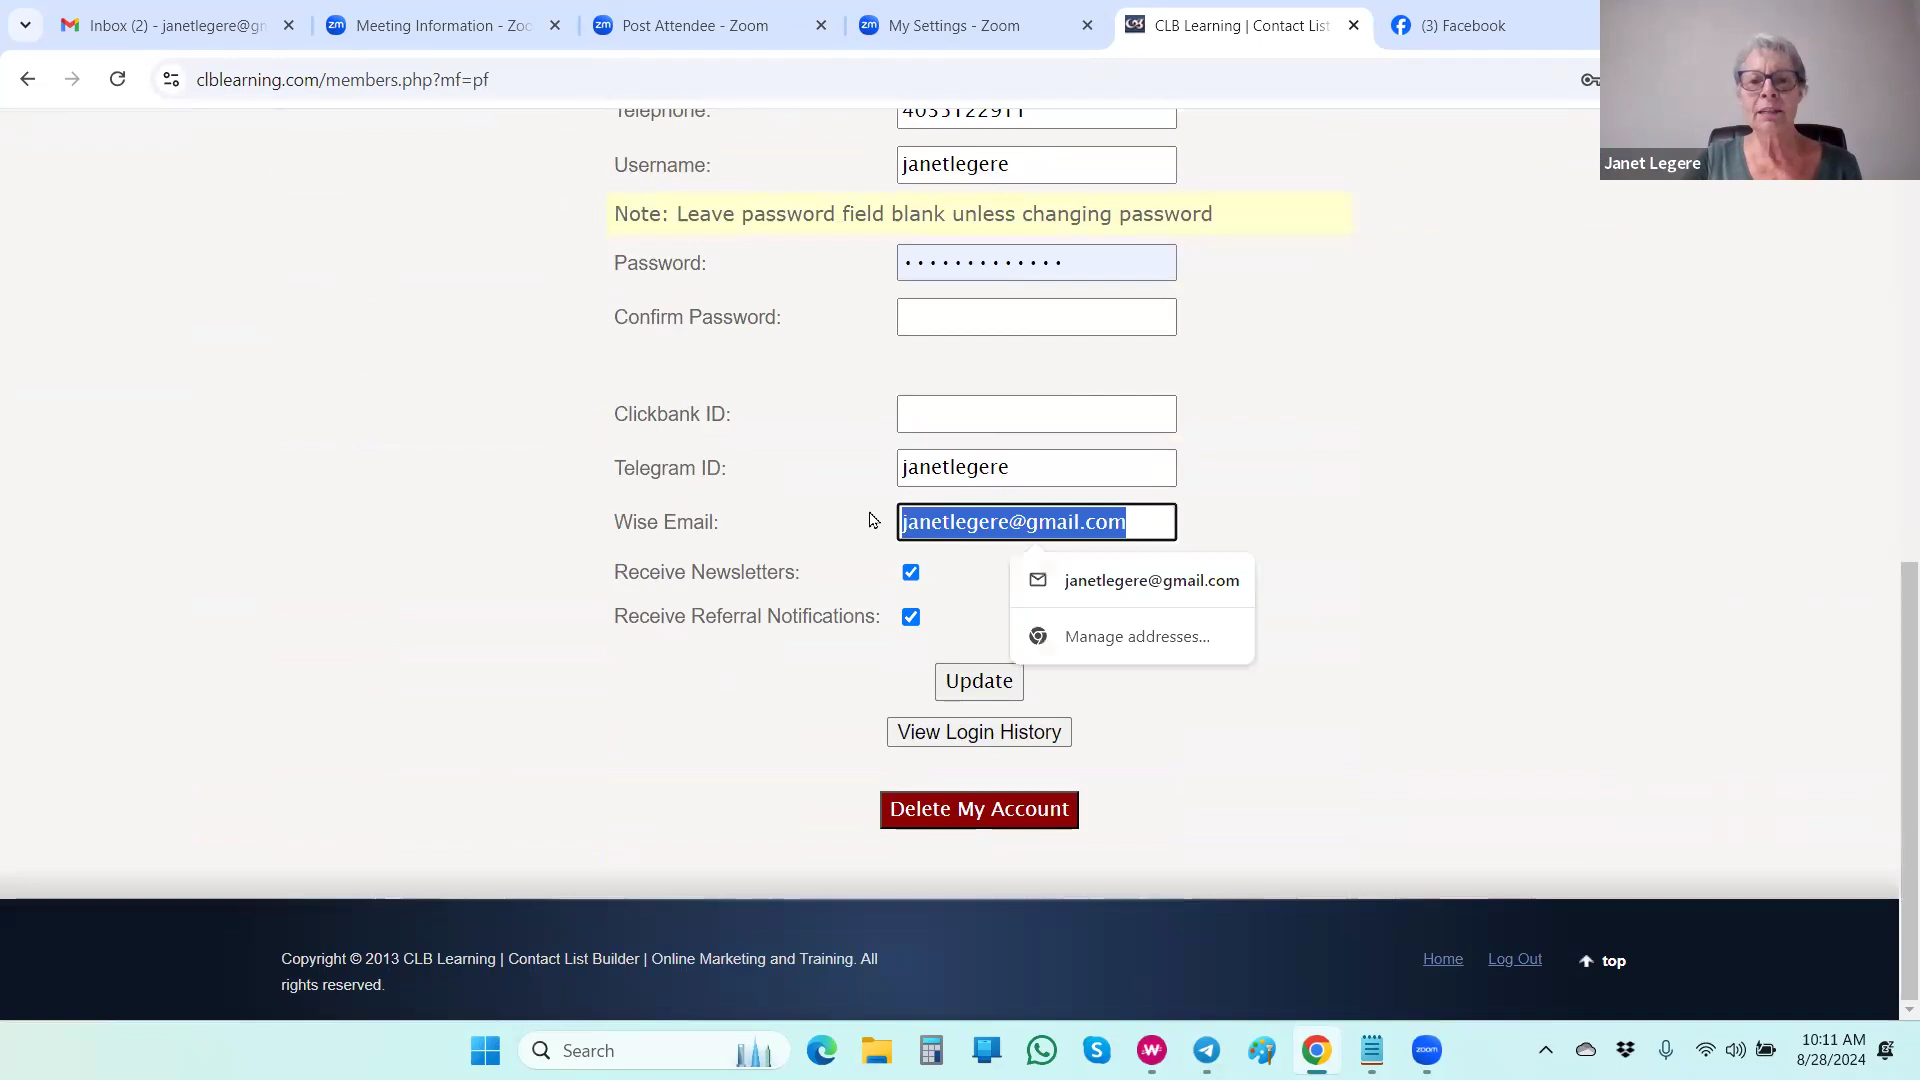 Inbox (2) - janetlegere@gn
Meeting Information - Zoo
Post Attendee - Zoom
My Settings - Zoom
CLB Learning | Contact List
(3) Facebook
clblearning.com/members.php?mf=pf
Janet Legere
Telephone:
4035122911
Username:
janetlegere
Note: Leave password field blank unless changing password
Password:
Confirm Password:
Clickbank ID:
Telegram ID:
janetlegere
Wise Email:
janetlegere@gmail.com
janetlegere@gmail.com
Manage addresses...
Receive Newsletters:
Receive Referral Notifications:
Update
View Login History
Delete My Account
Copyright © 2013 CLB Learning | Contact List Builder | Online Marketing and Training. All
rights reserved.
Home
Log Out
top
Search
zoom
10:11 AM
8/28/2024